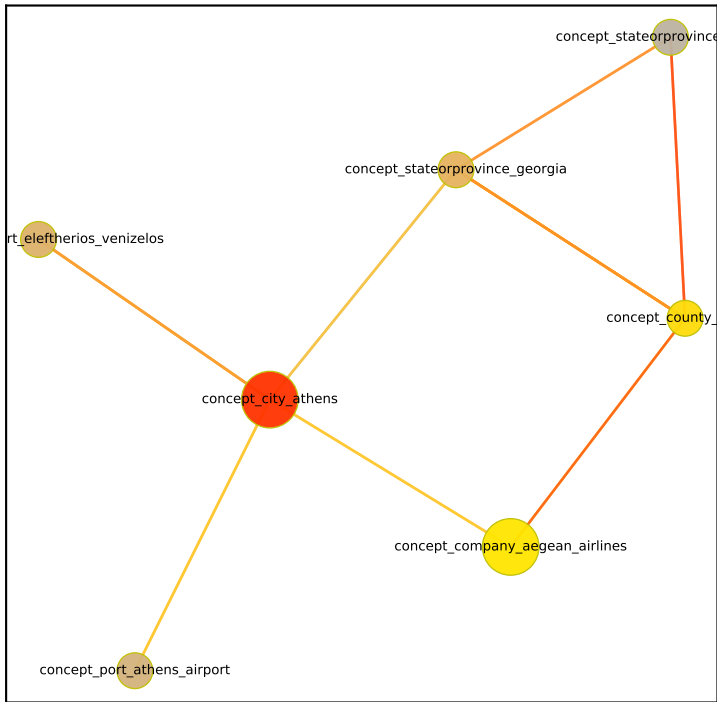 concept_stateorprovince
concept_stateorprovince_georgia
rt_eleftherios_venizelos
concept_county_
concept_city_athens
concept_company_aegean_airlines
concept_port_athens_airport